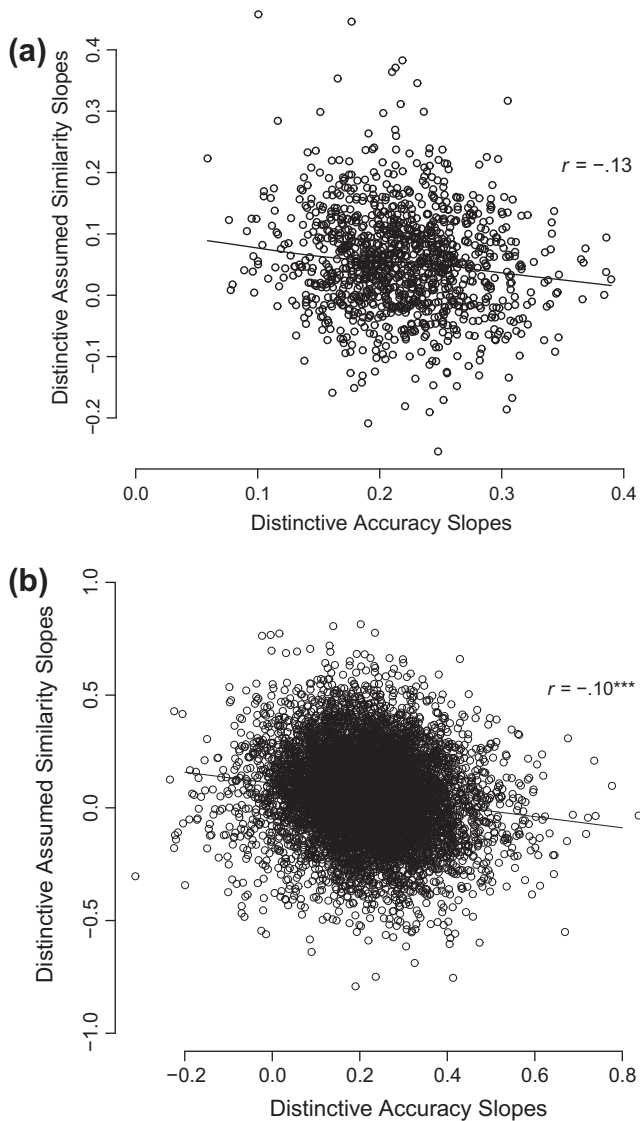 (a)
Distinctive Assumed Similarity Slopes
0.4
0.3
0.2
0.1
0.0
−0.1
−0.2
r = −.13
0.0 0.1 0.2 0.3 0.4
Distinctive Accuracy Slopes
(b)
Distinctive Assumed Similarity Slopes
1.0
0.5
0.0
−0.5
−1.0
r = −.10***
−0.2 0.0 0.2 0.4 0.6 0.8
Distinctive Accuracy Slopes